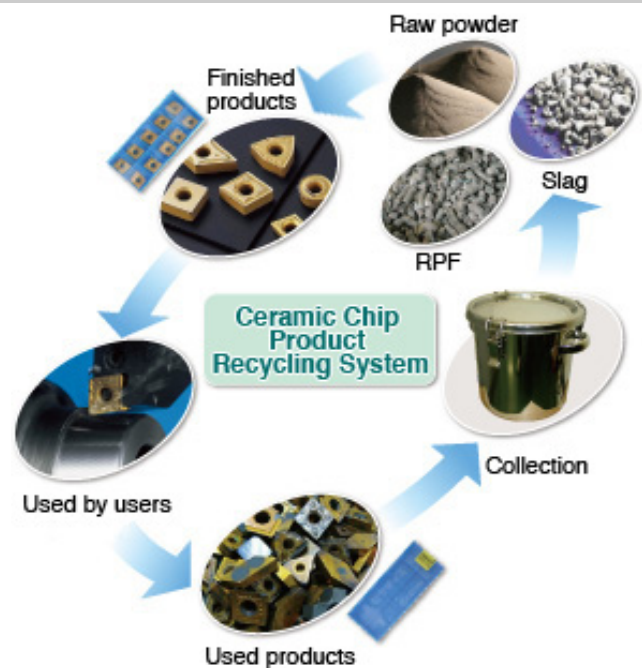 Raw powder
Finished
products
Slag
RPF
Ceramic Chip
Product
Recycling System
Collection
Used by users
Used products